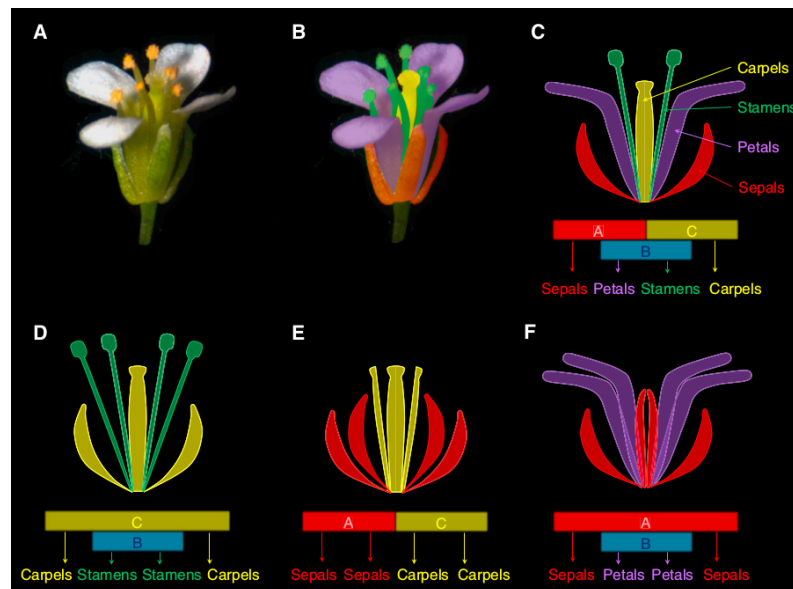 A
B
C
Carpels
Stamens
Petals
Sepals
A C
B
Sepals Petals Stamens Carpels
D
E
F
C
B
Carpels Stamens Stamens Carpels
A C
Sepals Sepals Carpels Carpels
A
B
Sepals Petals Petals Sepals